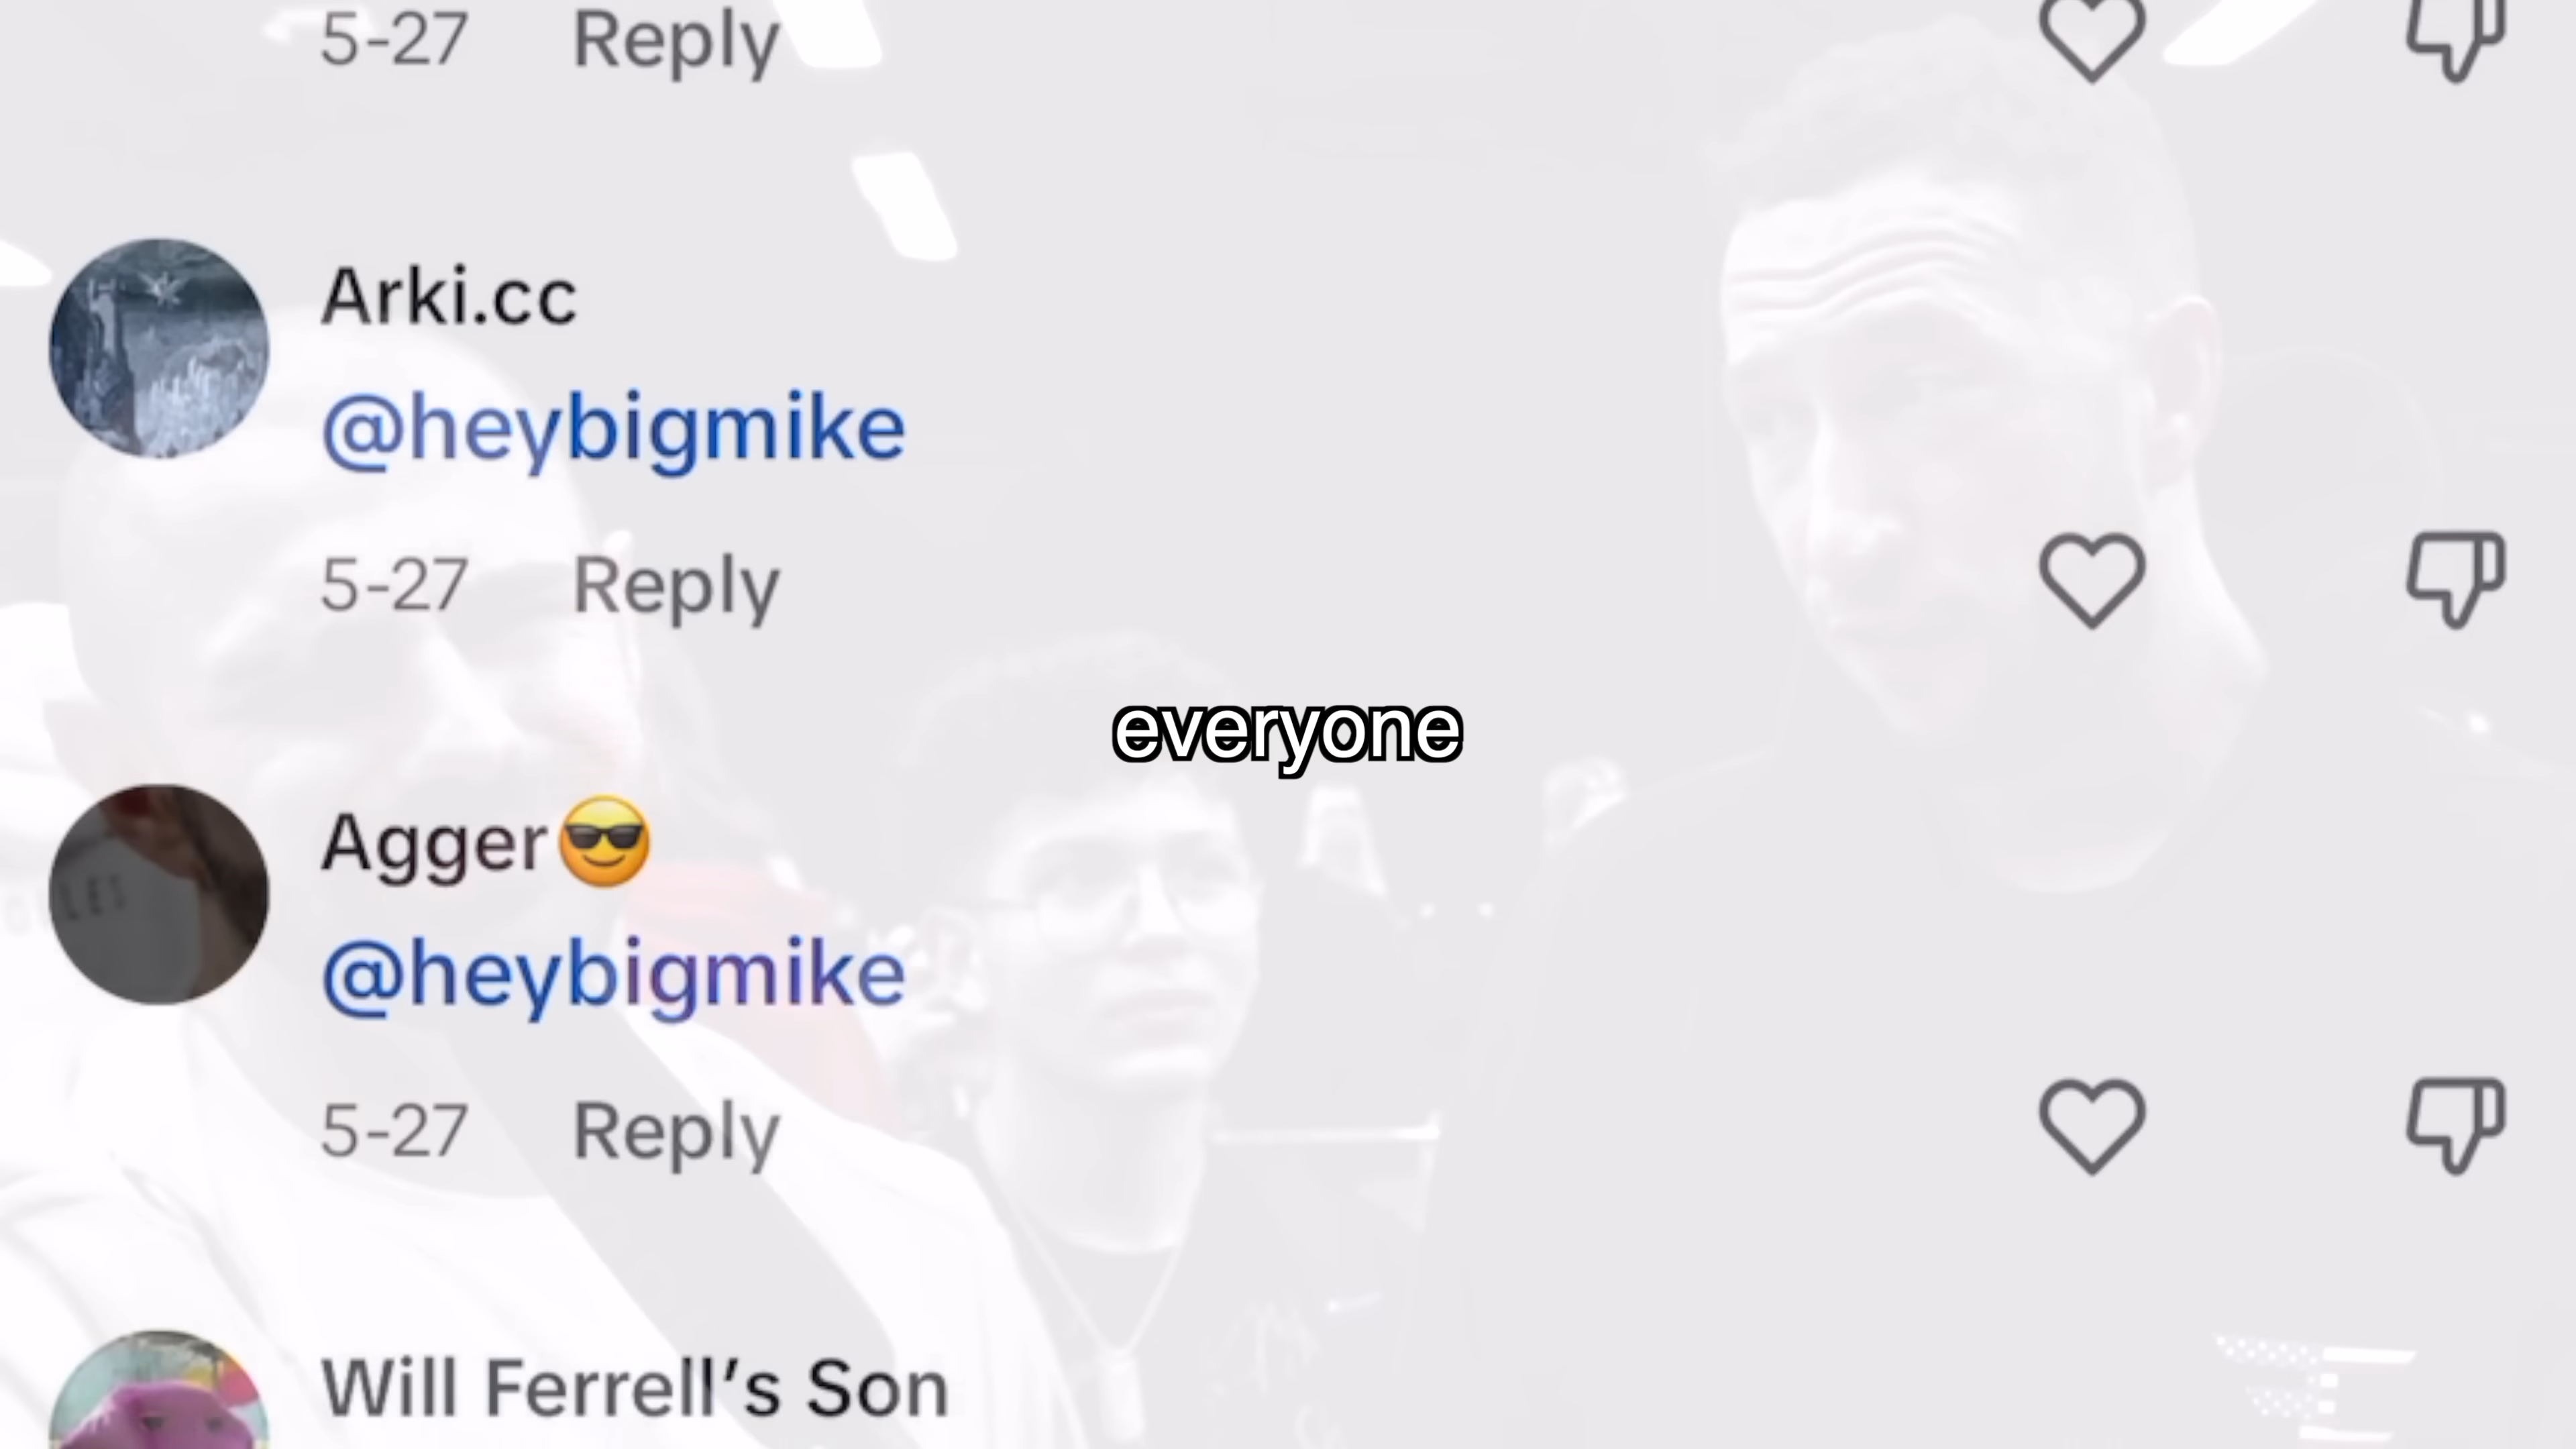 5-27 Reply
Arki.cc
@heybigmike
5-27 Reply
everyone
Agger😎
@heybigmike
5-27 Reply
Will Ferrell's Son